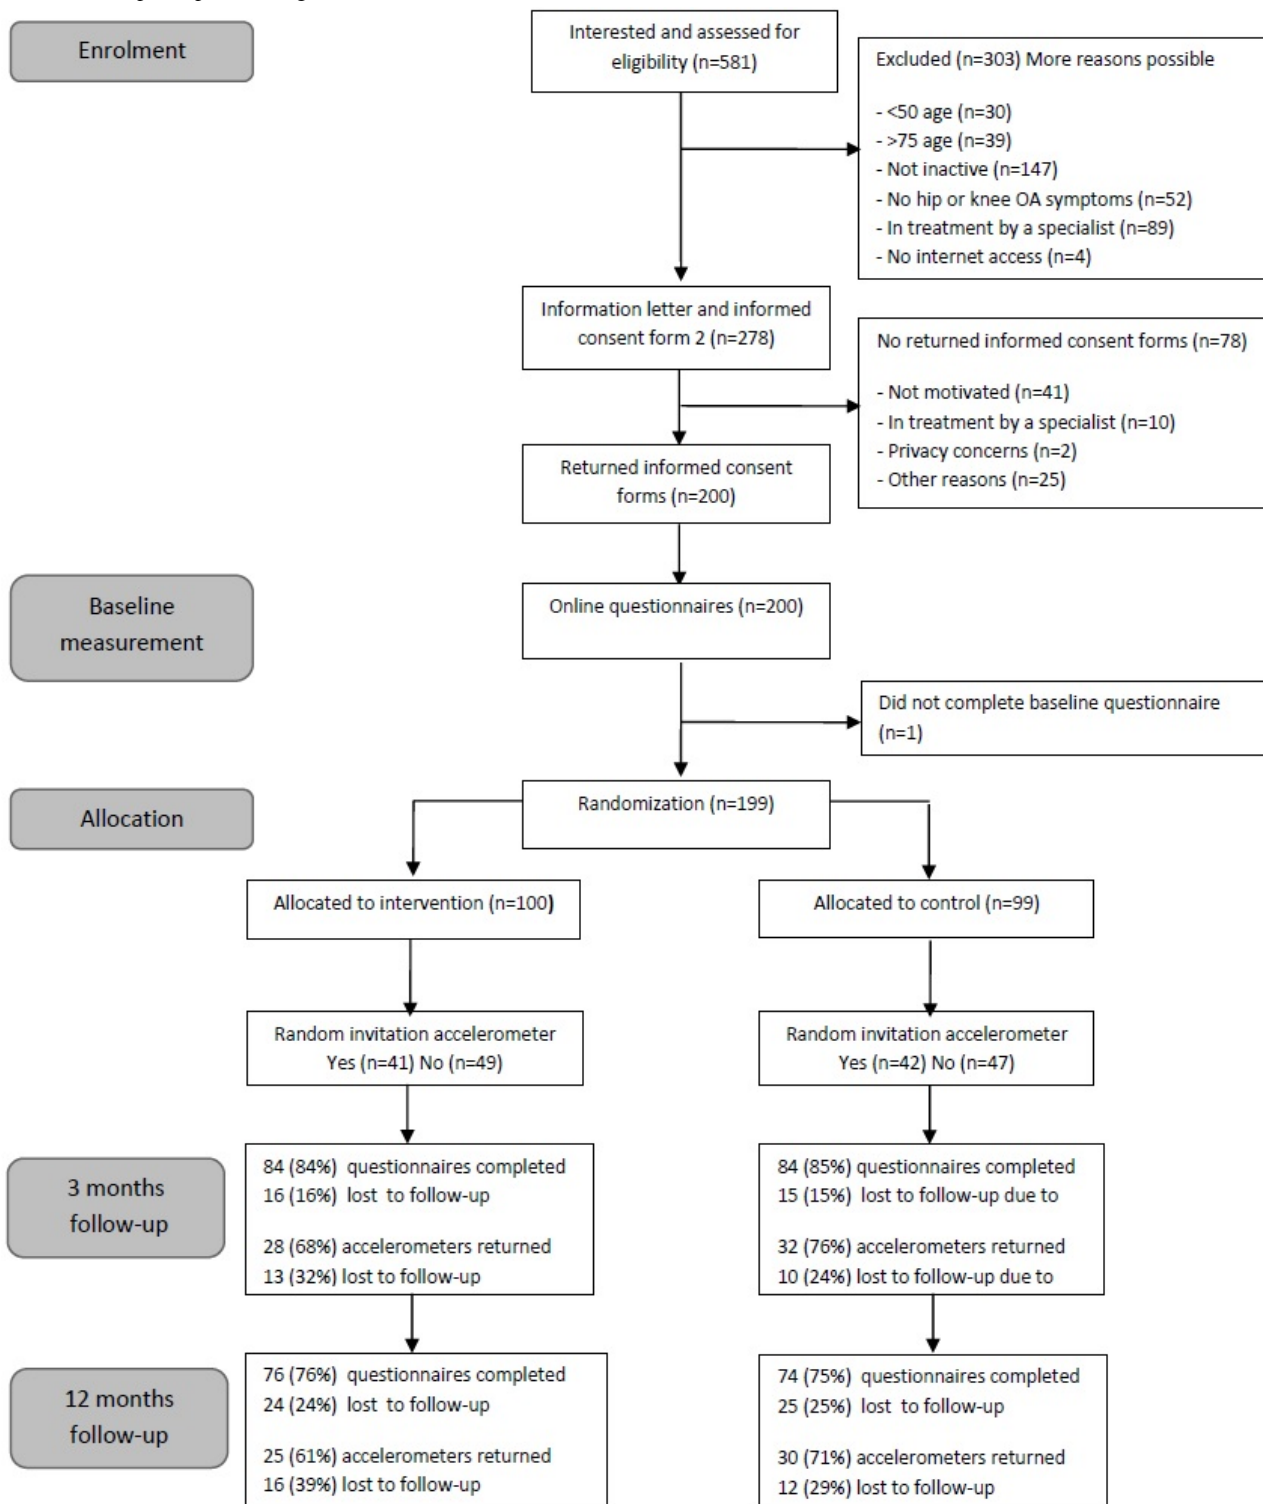 Enrolment
Interested and assessed for
eligibility (n=581)
Excluded (n=303) More reasons possible
- <50 age (n=30)
- >75 age (n=39)
- Not inactive (n=147)
- No hip or knee OA symptoms (n=52)
- In treatment by a specialist (n=89)
- No internet access (n=4)
Information letter and informed
consent form 2 (n=278)
No returned informed consent forms (n=78)
- Not motivated (n=41)
- In treatment by a specialist (n=10)
- Privacy concerns (n=2)
- Other reasons (n=25)
Returned informed consent
forms (n=200)
Baseline
measurement
Online questionnaires (n=200)
Did not complete baseline questionnaire
(n=1)
Allocation
Randomization (n=199)
Allocated to intervention (n=100)
Allocated to control (n=99)
Random invitation accelerometer
Yes (n=41) No (n=49)
Random invitation accelerometer
Yes (n=42) No (n=47)
3 months
follow-up
84 (84%) questionnaires completed
16 (16%) lost to follow-up
28 (68%) accelerometers returned
13 (32%) lost to follow-up
84 (85%) questionnaires completed
15 (15%) lost to follow-up due to
32 (76%) accelerometers returned
10 (24%) lost to follow-up due to
12 months
follow-up
76 (76%) questionnaires completed
24 (24%) lost to follow-up
25 (61%) accelerometers returned
16 (39%) lost to follow-up
74 (75%) questionnaires completed
25 (25%) lost to follow-up
30 (71%) accelerometers returned
12 (29%) lost to follow-up